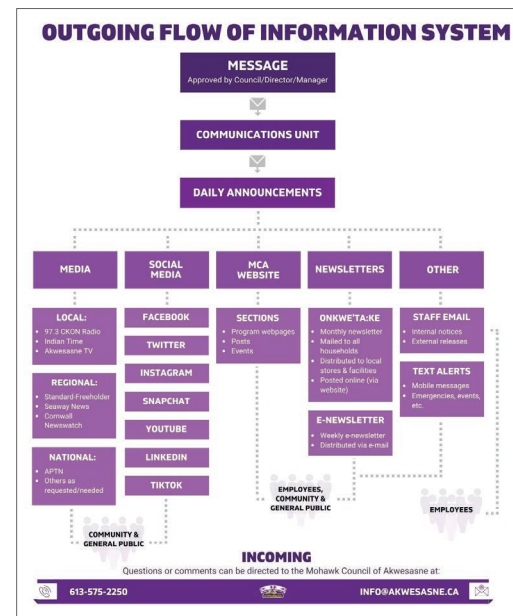 OUTGOING FLOW OF INFORMATION SYSTEM
MESSAGE
Approved by Council/Director/Manager
COMMUNICATIONS UNIT
DAILY ANNOUNCEMENTS
MEDIA
LOCAL:
• 97.3 CKON Radio
• Indian Time
• Akwesasne TV
REGIONAL:
• Standard-Freeholder
• Seaway News
• Cornwall
Newswatch
NATIONAL:
• APTN
• Others as
requested/needed
SOCIAL
MEDIA
FACEBOOK
TWITTER
INSTAGRAM
SNAPCHAT
YOUTUBE
LINKEDIN
TIKTOK
COMMUNITY &
GENERAL PUBLIC
MCA
WEBSITE
SECTIONS
• Program webpages
• Posts
• Events
NEWSLETTERS
ONKWE'TA:KE
• Monthly newsletter
• Mailed to all
households
• Distributed to local
stores & facilities
• Posted online (via
website)
E-NEWSLETTER
• Weekly e-newsletter
• Distributed via e-mail
EMPLOYEES,
COMMUNITY &
GENERAL PUBLIC
OTHER
STAFF EMAIL
• Internal notices
• External releases
TEXT ALERTS
• Mobile messages
• Emergencies, events,
etc.
EMPLOYEES
INCOMING
Questions or comments can be directed to the Mohawk Council of Akwesasne at:
613-575-2250
INFO@AKWESASNE.CA